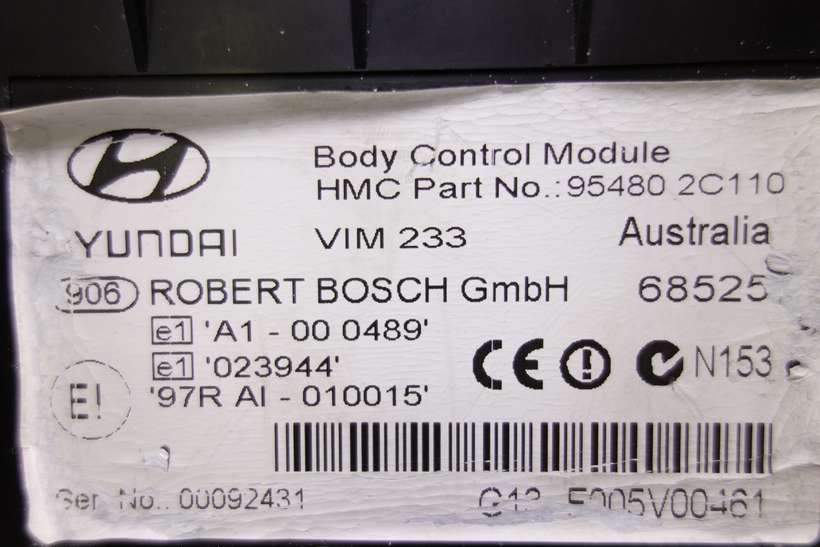 Body Control Module
HMC Part No.:95480 2C110
YUNDAI VIM 233 Australia
906 ROBERT BOSCH GmbH 68525
e1 'A1 - 00 0489'
e1 '023944' CE N153
E! '97R AI - 010015'
Ser No.: 00092431